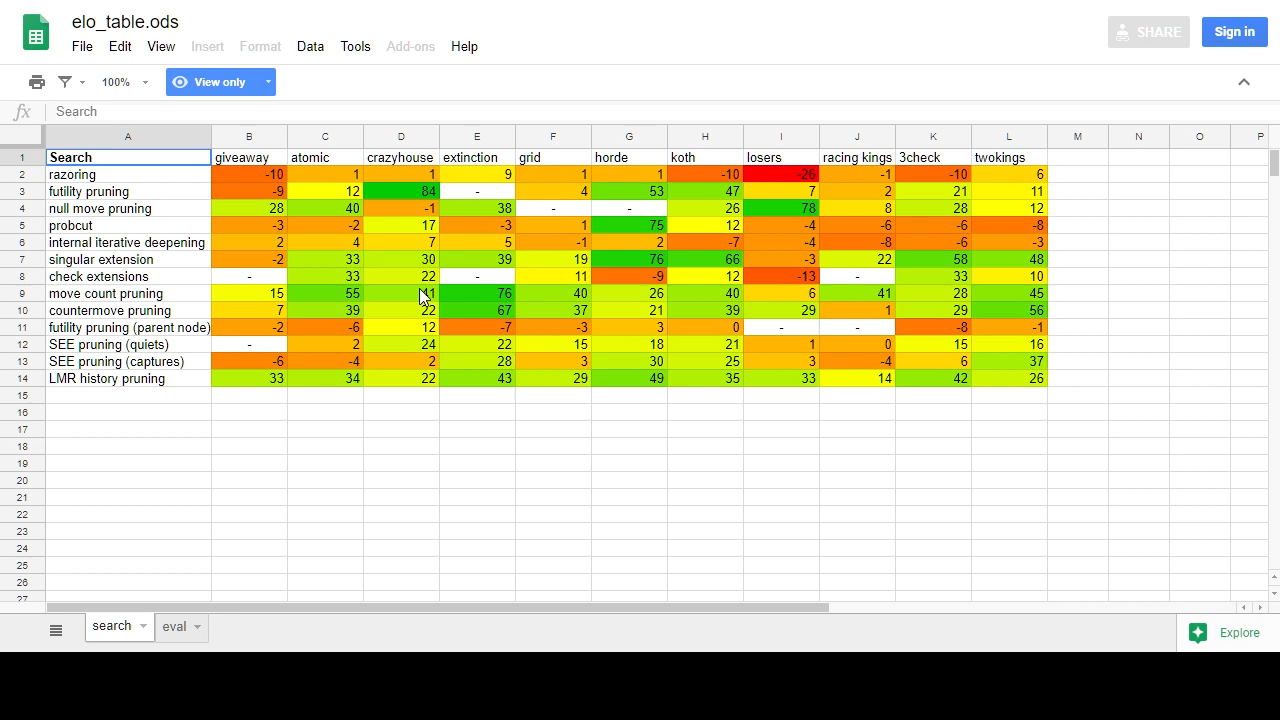 elo_table.ods
File Edit View Insert Format Data Tools Add-ons Help
SHARE
Sign in
100% View only
fx Search
A B C D E F G H I J K L M N O P
1 Search giveaway atomic crazyhouse extinction grid horde koth losers racing kings 3check twokings
2 razoring -10 1 1 9 1 1 -10 -26 -1 -10 6
3 futility pruning -9 12 84 - 4 53 47 7 2 21 11
4 null move pruning 28 40 -1 38 - - 26 78 8 28 12
5 probcut -3 -2 17 -3 1 75 12 -4 -6 -6 -8
6 internal iterative deepening 2 4 7 5 -1 2 -7 -4 -8 -6 -3
7 singular extension -2 33 30 39 19 76 66 -3 22 58 48
8 check extensions - 33 22 - 11 -9 12 -13 - 33 10
9 move count pruning 15 55 76 40 26 40 6 41 28 45
10 countermove pruning 7 39 22 67 37 21 39 29 1 29 56
11 futility pruning (parent node) -2 -6 12 -7 -3 3 0 - - -8 -1
12 SEE pruning (quiets) - 2 24 22 15 18 21 1 0 15 16
13 SEE pruning (captures) -6 -4 2 28 3 30 25 3 -4 6 37
14 LMR history pruning 33 34 22 43 29 49 35 33 14 42 26
15
16
17
18
19
20
21
22
23
24
25
26
27
search eval
Explore